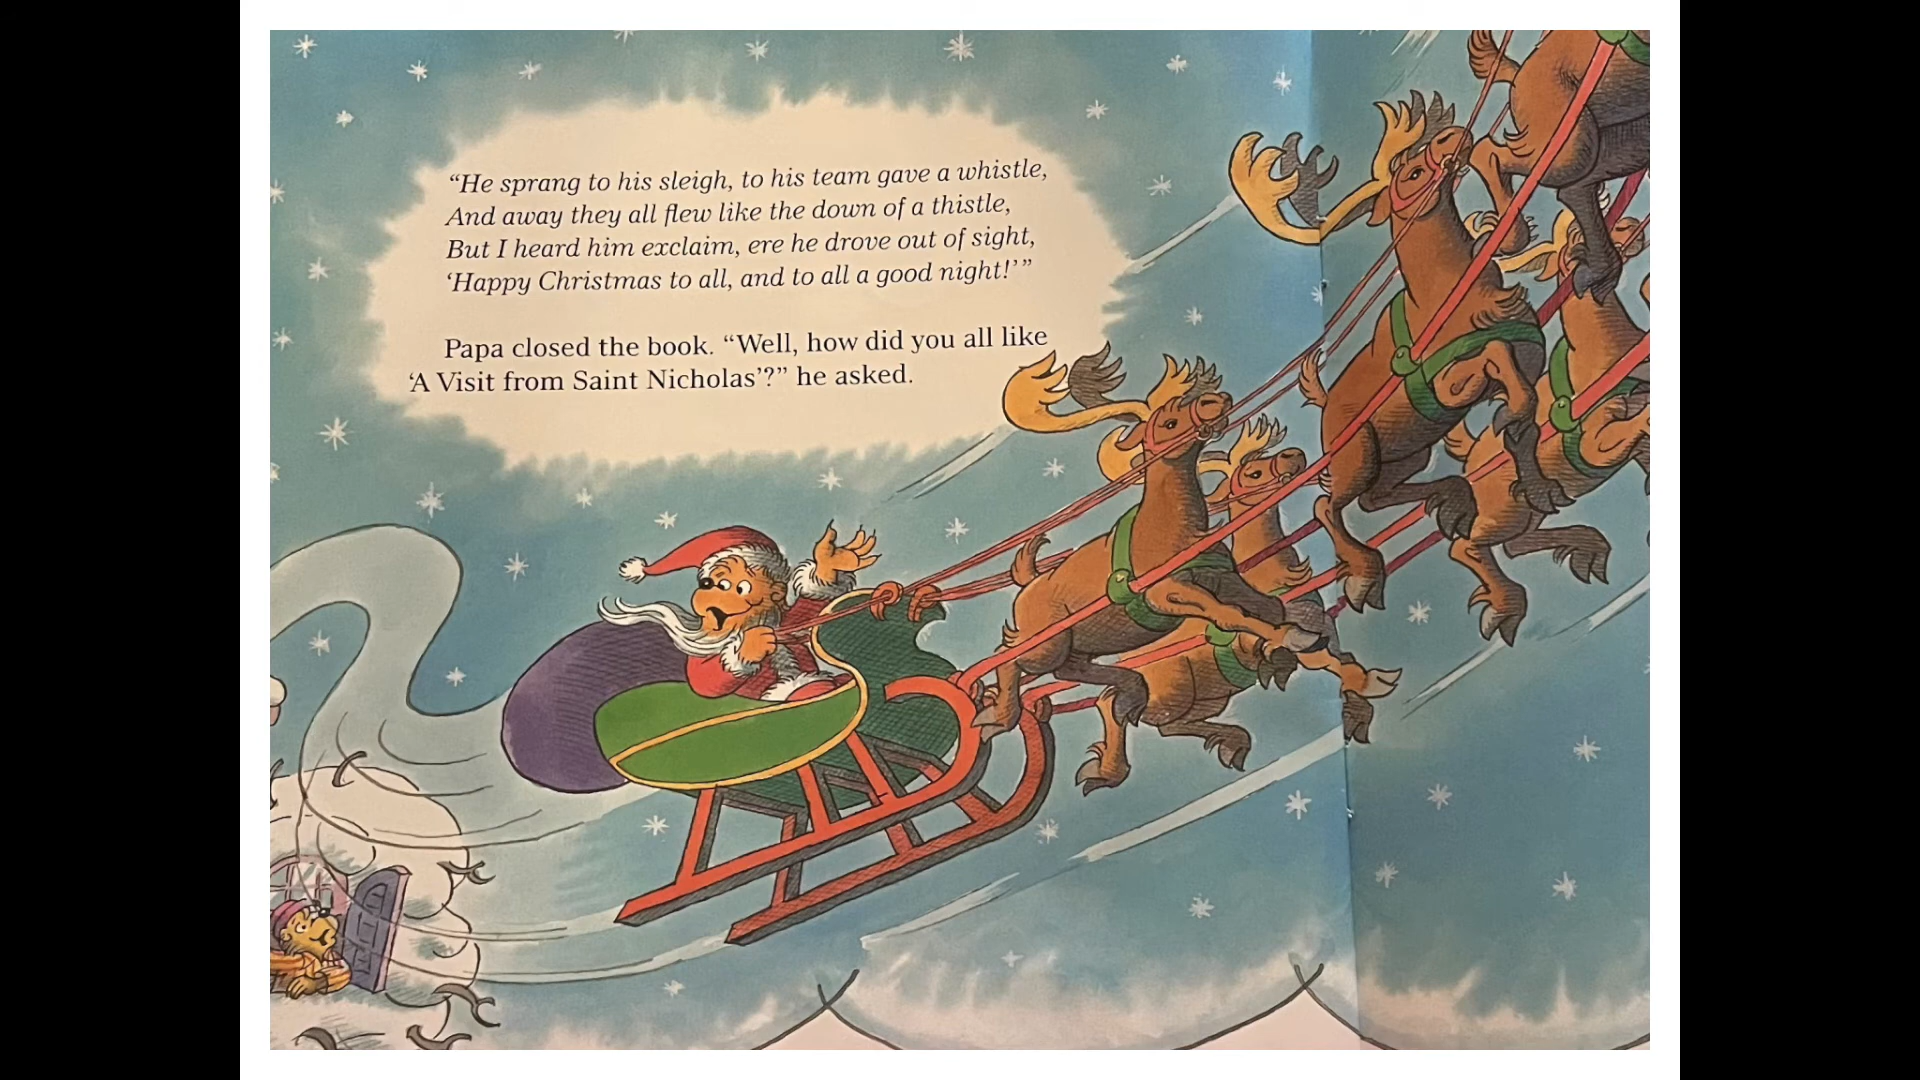 “He sprang to his sleigh, to his team gave a whistle,
And away they all flew like the down of a thistle,
But I heard him exclaim, ere he drove out of sight,
‘Happy Christmas to all, and to all a good night!’”
Papa closed the book. “Well, how did you all like
‘A Visit from Saint Nicholas’?” he asked.